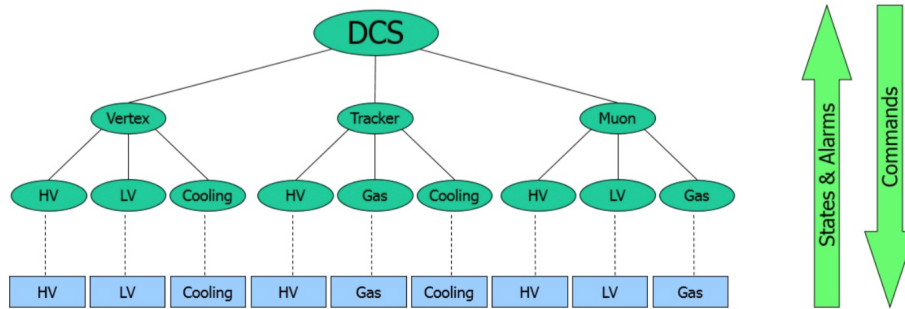 DCS
Vertex Tracker Muon
HV LV Cooling HV Gas Cooling HV LV Gas
HV LV Cooling HV Gas Cooling HV LV Gas
States & Alarms
Commands